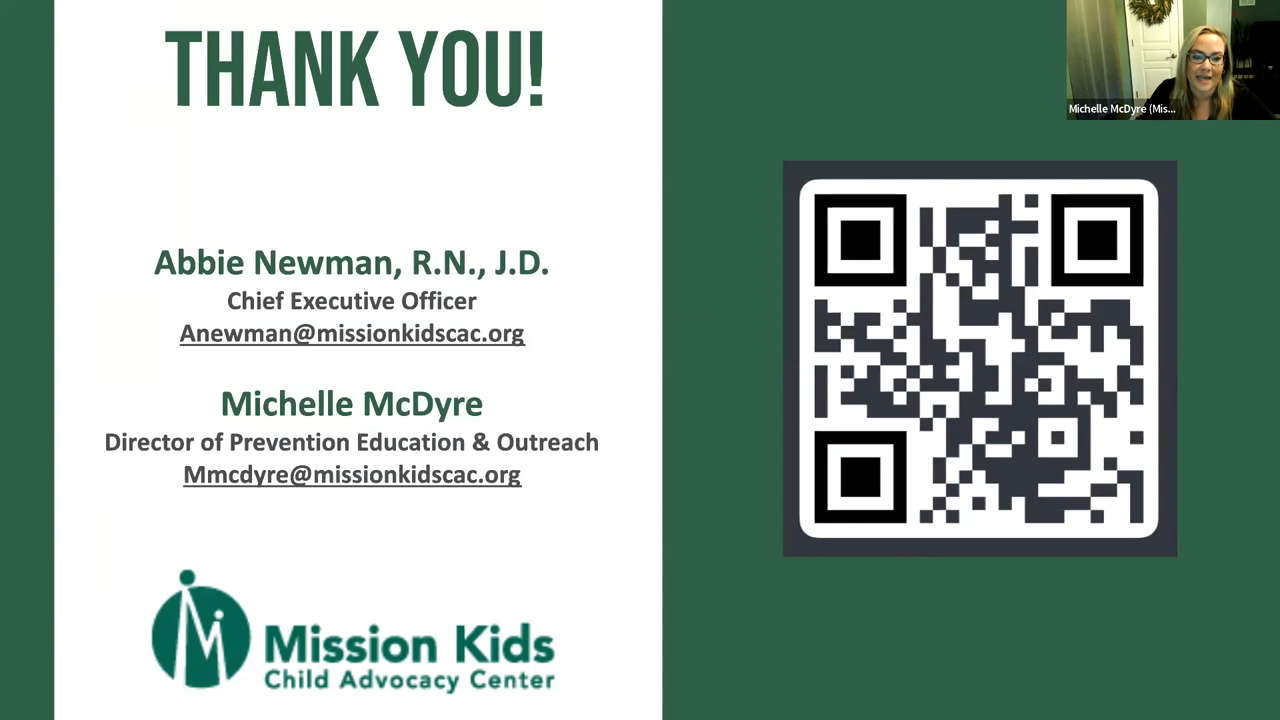 THANK YOU!
Michelle McDyre (Mis...
Abbie Newman, R.N., J.D.
Chief Executive Officer
Anewman@missionkidscac.org
Michelle McDyre
Director of Prevention Education & Outreach
Mmcdyre@missionkidscac.org
Mission Kids
Child Advocacy Center